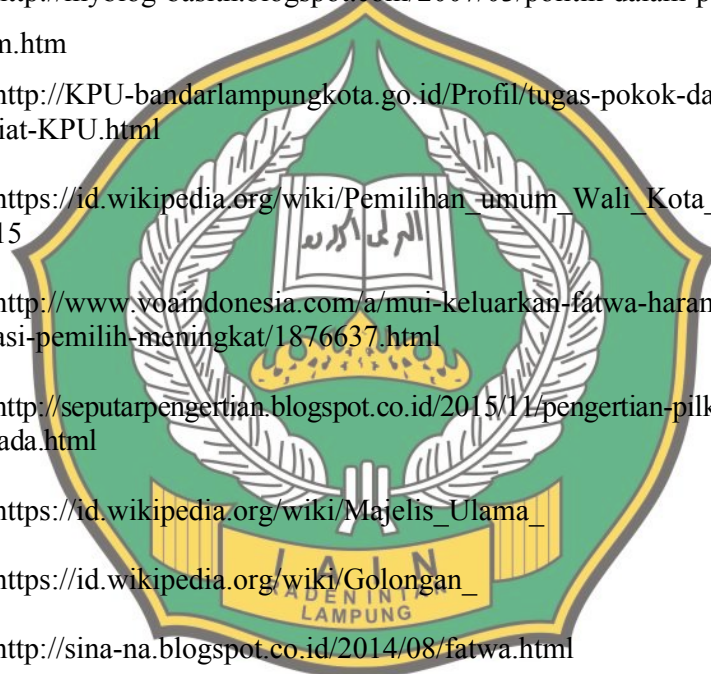 m.htm
http://KPU-bandarlampungkota.go.id/Profil/tugas-pokok-da
iat-KPU.html
https://id.wikipedia.org/wiki/Pemilihan_umum_Wali_Kota_
15
http://www.voaindonesia.com/a/mui-keluarkan-fatwa-haram
asi-pemilih-meningkat/1876637.html
http://seputarpengertian.blogspot.co.id/2015/11/pengertian-pilk
ada.html
https://id.wikipedia.org/wiki/Majelis_Ulama_
https://id.wikipedia.org/wiki/Golongan_
I A I N
RADEN INTAN
LAMPUNG
http://sina-na.blogspot.co.id/2014/08/fatwa.html